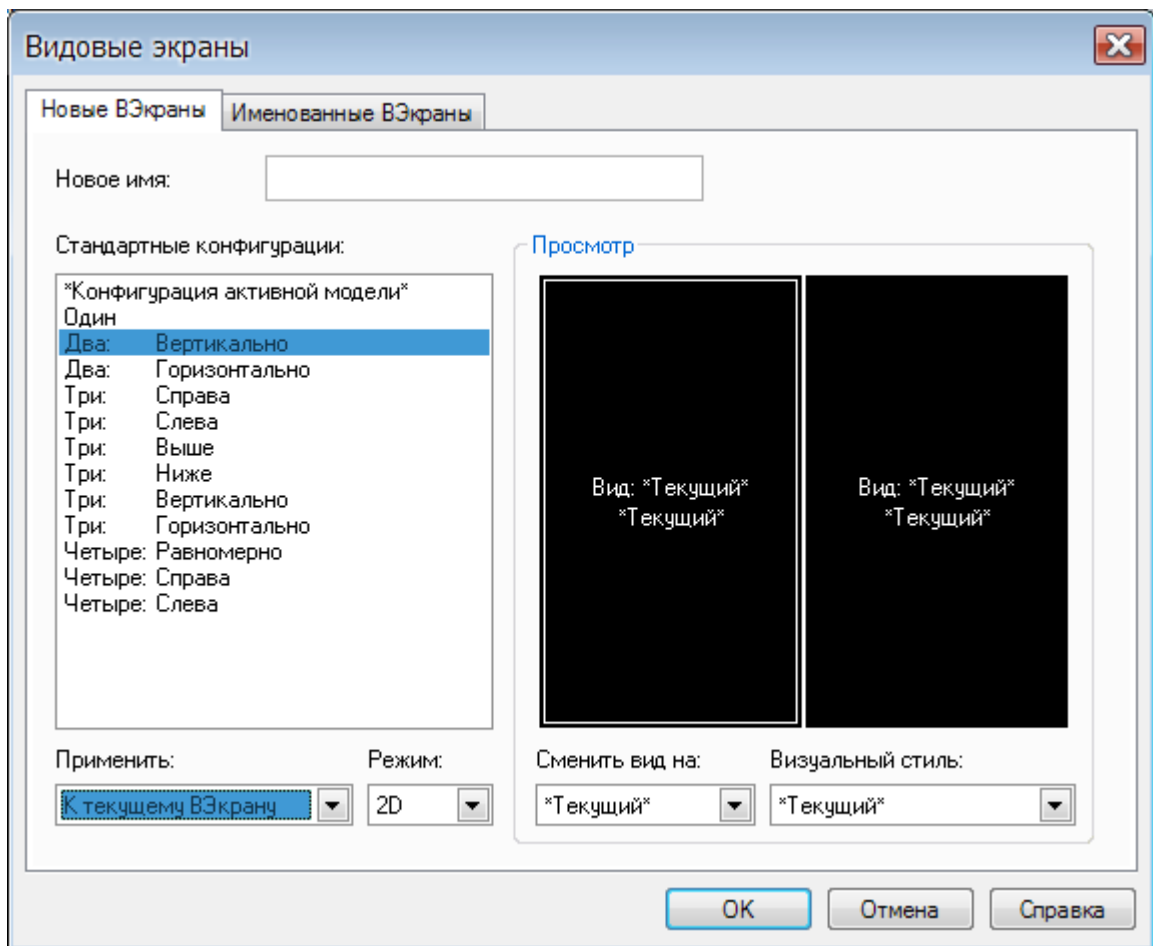 Видовые экраны
Новые ВЭкраны
Именованные ВЭкраны
Новое имя:
Стандартные конфигурации:
*Конфигурация активной модели*
Один
Два: Вертикально
Два: Горизонтально
Три: Справа
Три: Слева
Три: Выше
Три: Ниже
Три: Вертикально
Три: Горизонтально
Четыре: Равномерно
Четыре: Справа
Четыре: Слева
Просмотр
Вид: *Текущий*
*Текущий*
Вид: *Текущий*
*Текущий*
Применить:
Режим:
Сменить вид на:
Визуальный стиль:
К текущему ВЭкрану
2D
*Текущий*
*Текущий*
OK
Отмена
Справка